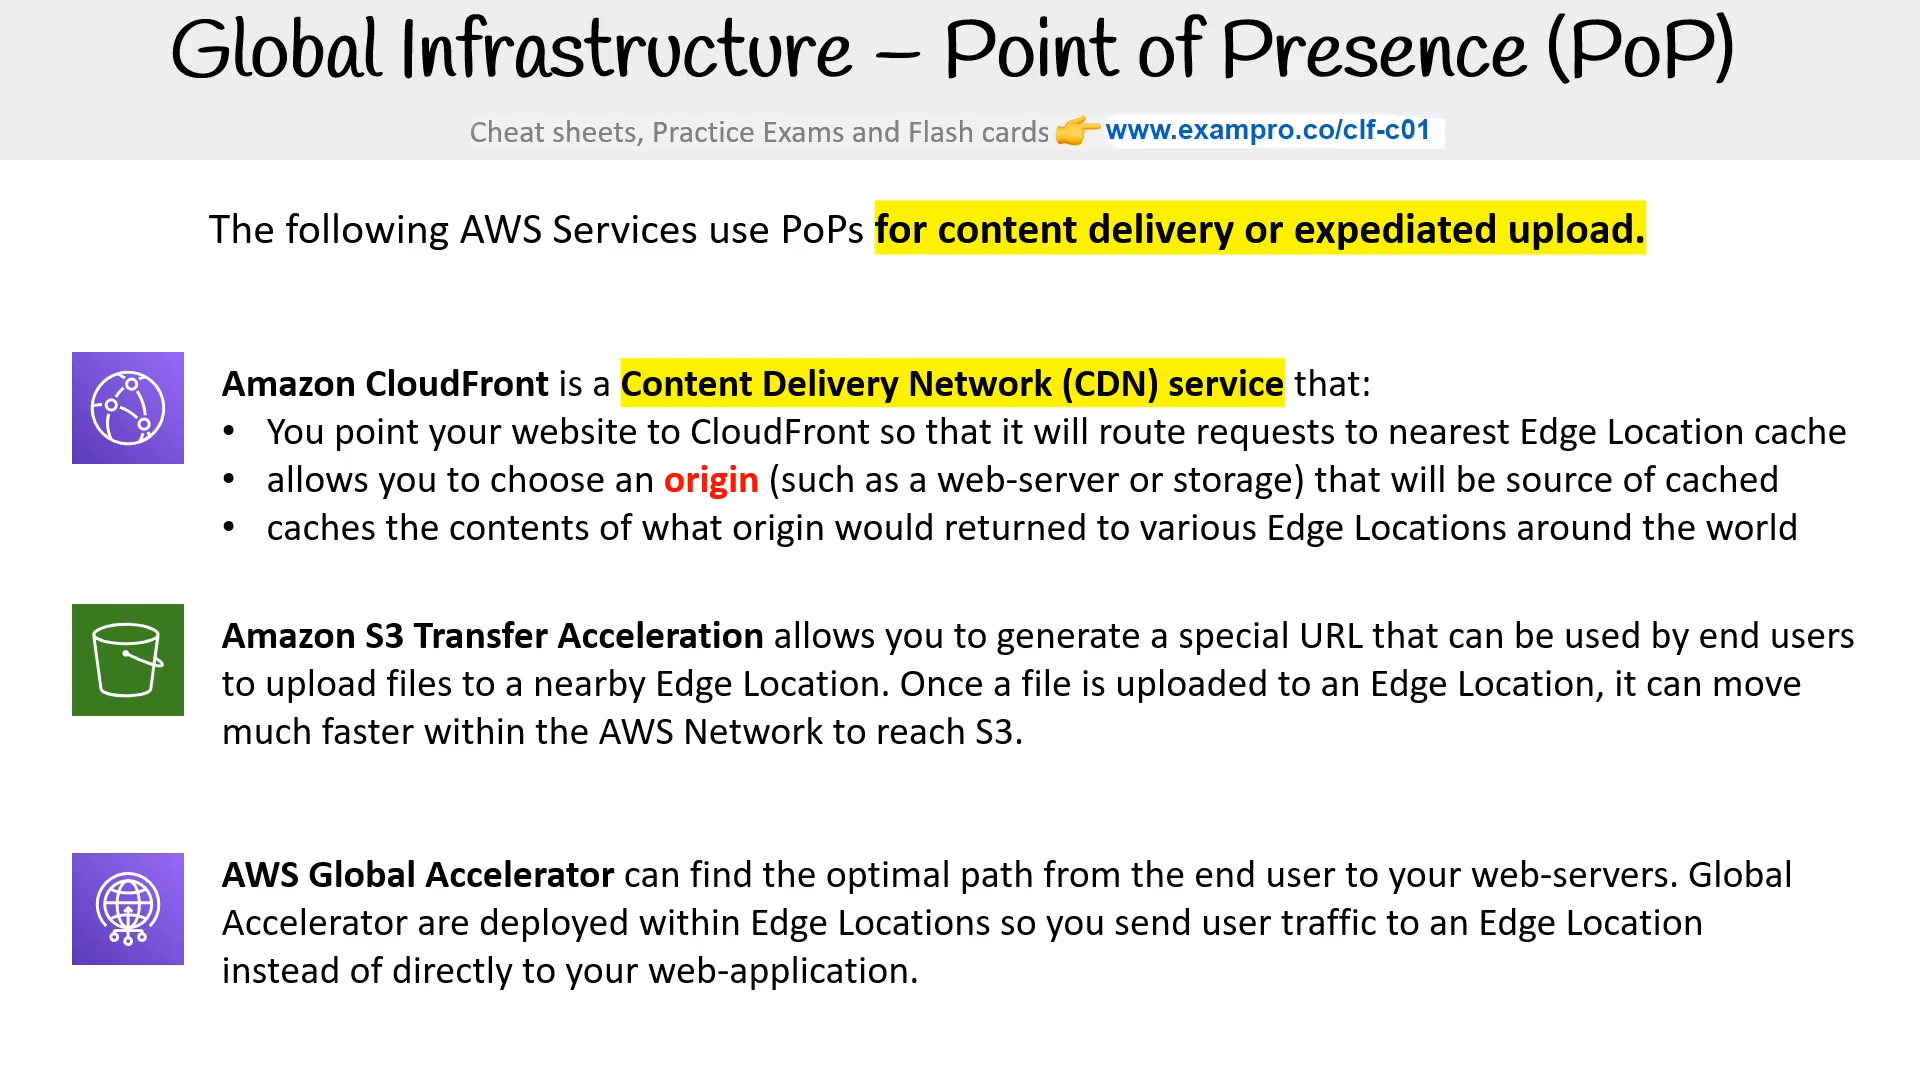 Global Infrastructure – Point of Presence (PoP)
Cheat sheets, Practice Exams and Flash cards 👉 www.exampro.co/clf-c01
The following AWS Services use PoPs for content delivery or expediated upload.
Amazon CloudFront is a Content Delivery Network (CDN) service that:
• You point your website to CloudFront so that it will route requests to nearest Edge Location cache
• allows you to choose an origin (such as a web-server or storage) that will be source of cached
• caches the contents of what origin would returned to various Edge Locations around the world
Amazon S3 Transfer Acceleration allows you to generate a special URL that can be used by end users
to upload files to a nearby Edge Location. Once a file is uploaded to an Edge Location, it can move
much faster within the AWS Network to reach S3.
AWS Global Accelerator can find the optimal path from the end user to your web-servers. Global
Accelerator are deployed within Edge Locations so you send user traffic to an Edge Location
instead of directly to your web-application.